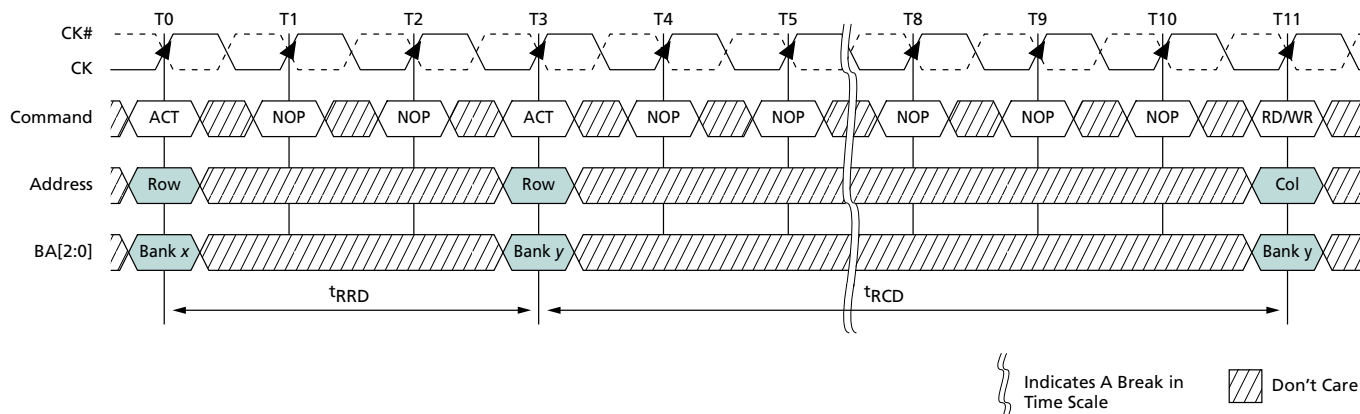 T0 T1 T2 T3 T4 T5 T8 T9 T10 T11
CK#
CK
Command ACT NOP NOP ACT NOP NOP NOP NOP NOP RD/WR
Address Row Row Col
BA[2:0] Bank x Bank y Bank y
tRRD tRCD
Indicates A Break in
Time Scale
Don't Care